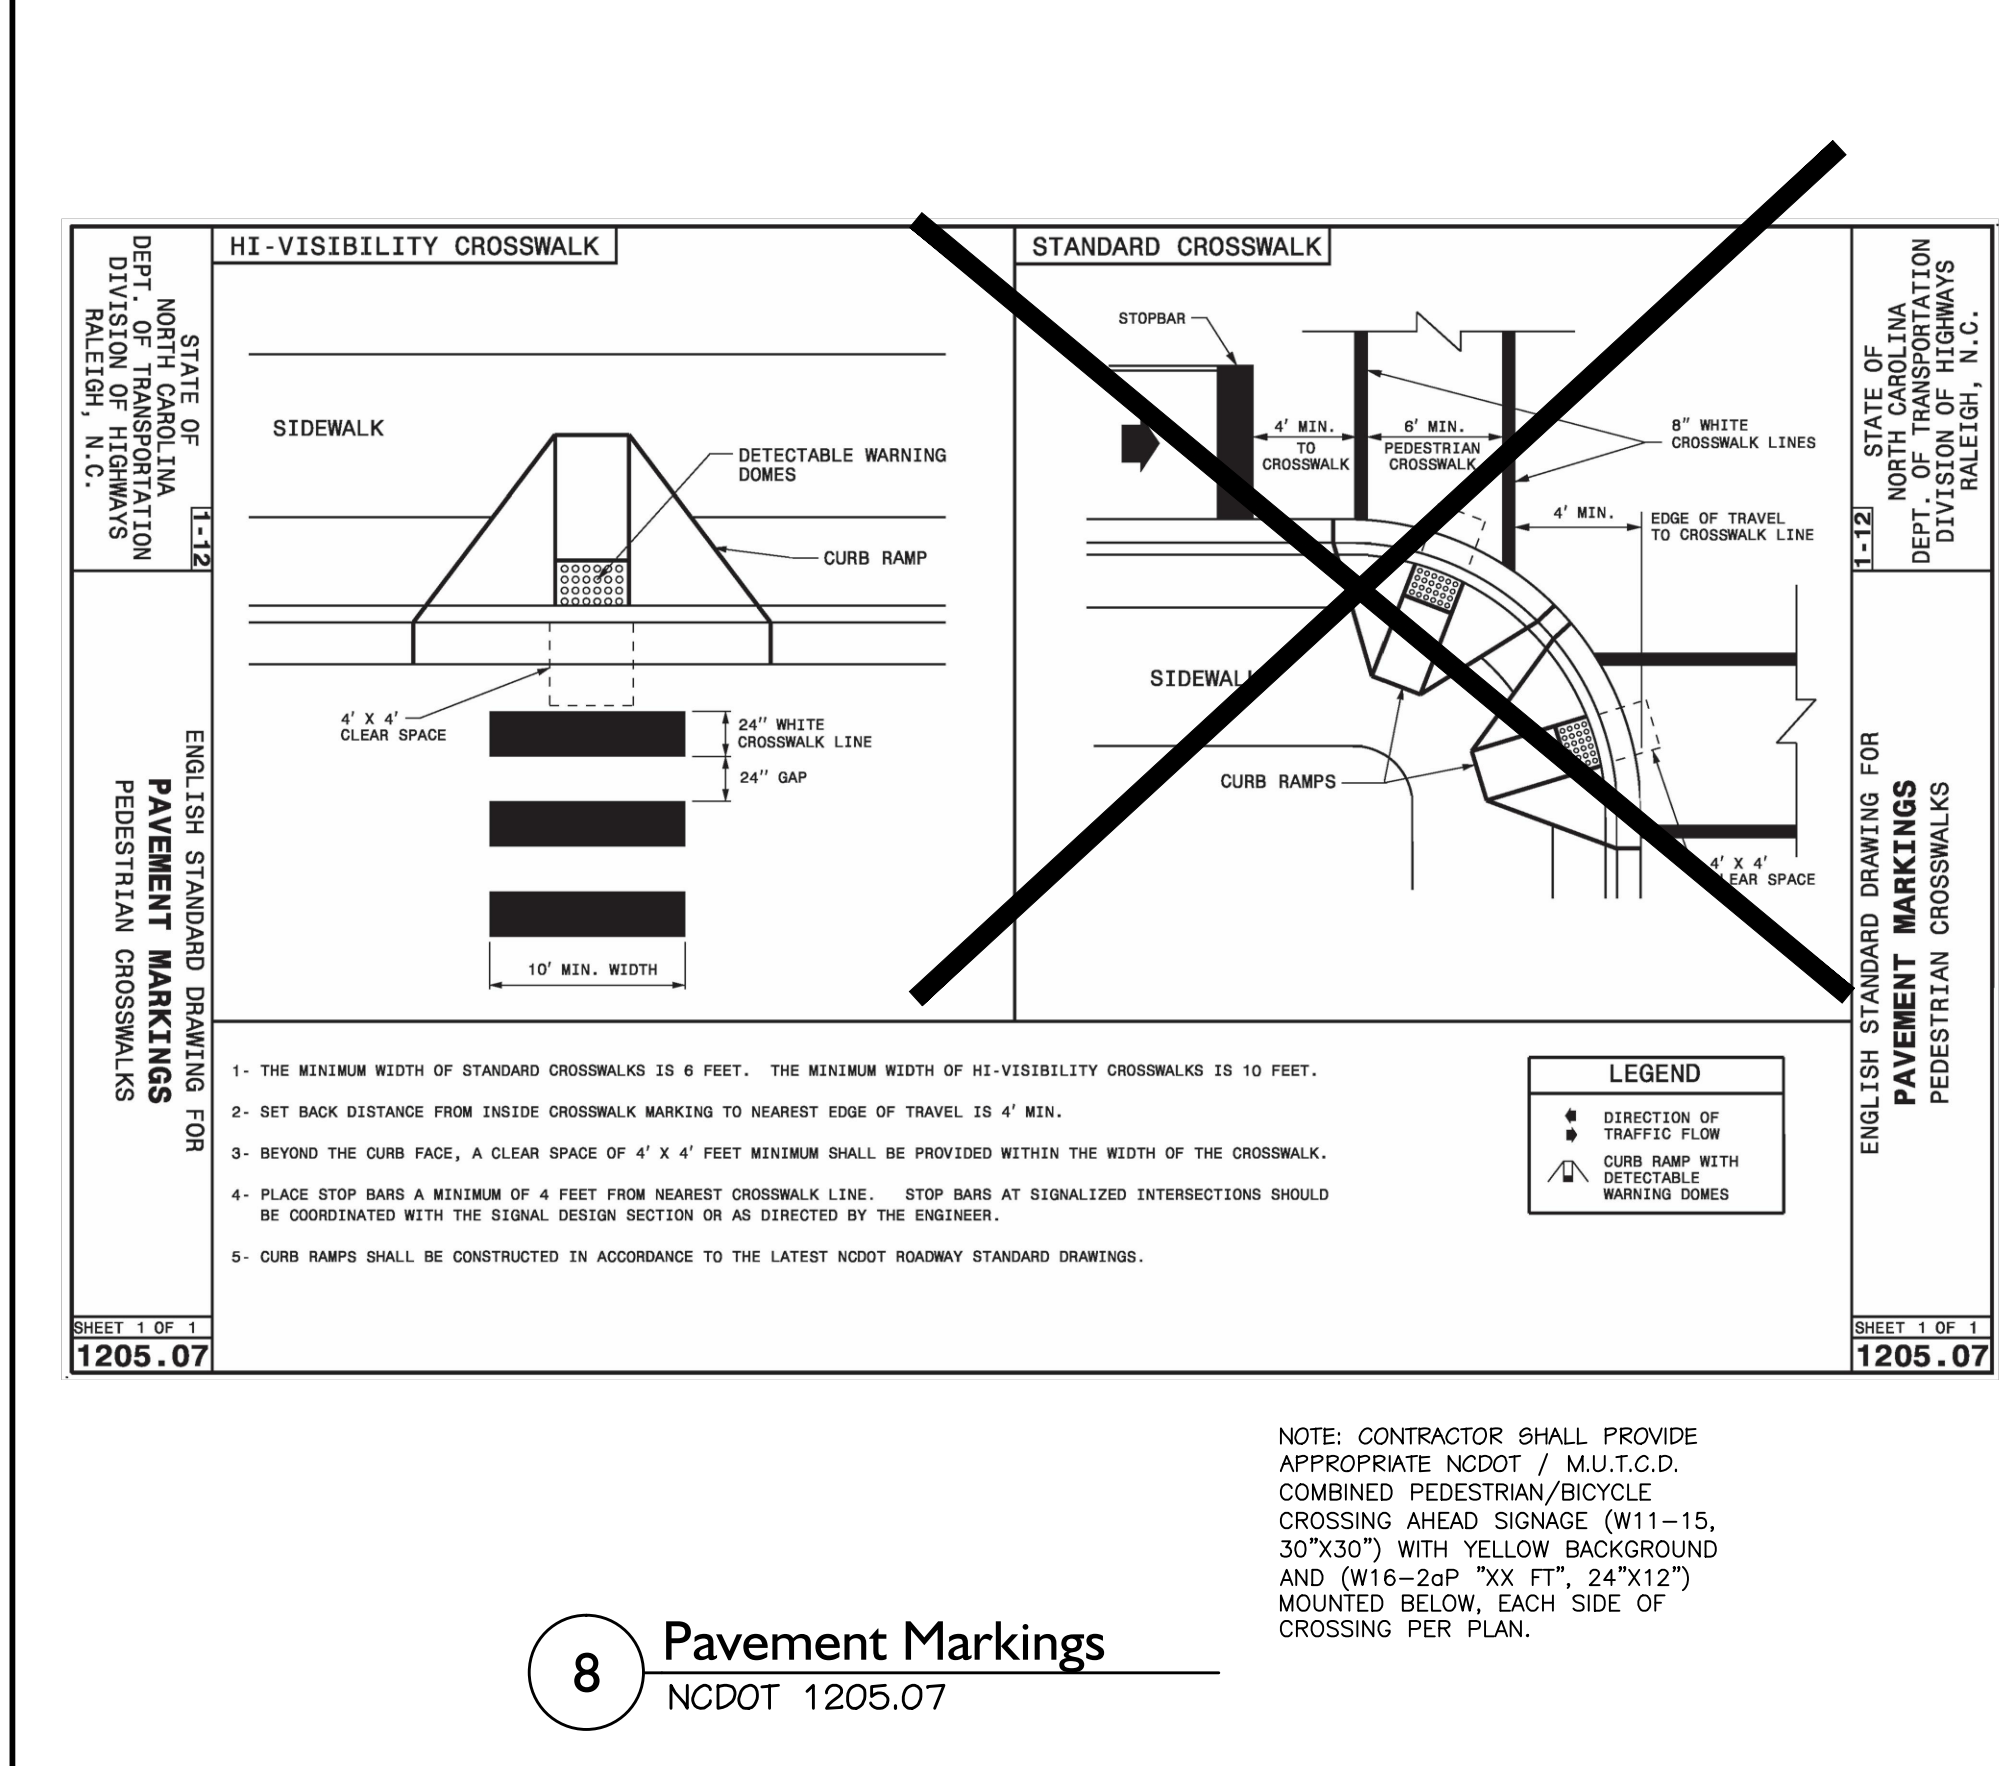 STATE OF
NORTH CAROLINA
DEPT. OF TRANSPORTATION
DIVISION OF HIGHWAYS
RALEIGH, N.C.
1-12
ENGLISH STANDARD DRAWING FOR
PAVEMENT MARKINGS
PEDESTRIAN CROSSWALKS
SHEET 1 OF 1
1205.07
HI-VISIBILITY CROSSWALK
SIDEWALK
DETECTABLE WARNING
DOMES
CURB RAMP
4' X 4'
CLEAR SPACE
24" WHITE
CROSSWALK LINE
24" GAP
10' MIN. WIDTH
STANDARD CROSSWALK
STOPBAR
4' MIN.
TO
CROSSWALK
6' MIN.
PEDESTRIAN
CROSSWALK
8" WHITE
CROSSWALK LINES
4' MIN.
EDGE OF TRAVEL
TO CROSSWALK LINE
SIDEWALK
CURB RAMPS
4' X 4'
CLEAR SPACE
1- THE MINIMUM WIDTH OF STANDARD CROSSWALKS IS 6 FEET. THE MINIMUM WIDTH OF HI-VISIBILITY CROSSWALKS IS 10 FEET.
2- SET BACK DISTANCE FROM INSIDE CROSSWALK MARKING TO NEAREST EDGE OF TRAVEL IS 4' MIN.
3- BEYOND THE CURB FACE, A CLEAR SPACE OF 4' X 4' FEET MINIMUM SHALL BE PROVIDED WITHIN THE WIDTH OF THE CROSSWALK.
4- PLACE STOP BARS A MINIMUM OF 4 FEET FROM NEAREST CROSSWALK LINE. STOP BARS AT SIGNALIZED INTERSECTIONS SHOULD
BE COORDINATED WITH THE SIGNAL DESIGN SECTION OR AS DIRECTED BY THE ENGINEER.
5- CURB RAMPS SHALL BE CONSTRUCTED IN ACCORDANCE TO THE LATEST NCDOT ROADWAY STANDARD DRAWINGS.
LEGEND
DIRECTION OF
TRAFFIC FLOW
CURB RAMP WITH
DETECTABLE
WARNING DOMES
STATE OF
NORTH CAROLINA
DEPT. OF TRANSPORTATION
DIVISION OF HIGHWAYS
RALEIGH, N.C.
1-12
ENGLISH STANDARD DRAWING FOR
PAVEMENT MARKINGS
PEDESTRIAN CROSSWALKS
SHEET 1 OF 1
1205.07
NOTE: CONTRACTOR SHALL PROVIDE
APPROPRIATE NCDOT / M.U.T.C.D.
COMBINED PEDESTRIAN/BICYCLE
CROSSING AHEAD SIGNAGE (W11-15,
30"X30") WITH YELLOW BACKGROUND
AND (W16-2aP "XX FT", 24"X12")
MOUNTED BELOW, EACH SIDE OF
CROSSING PER PLAN.
8
Pavement Markings
NCDOT 1205.07